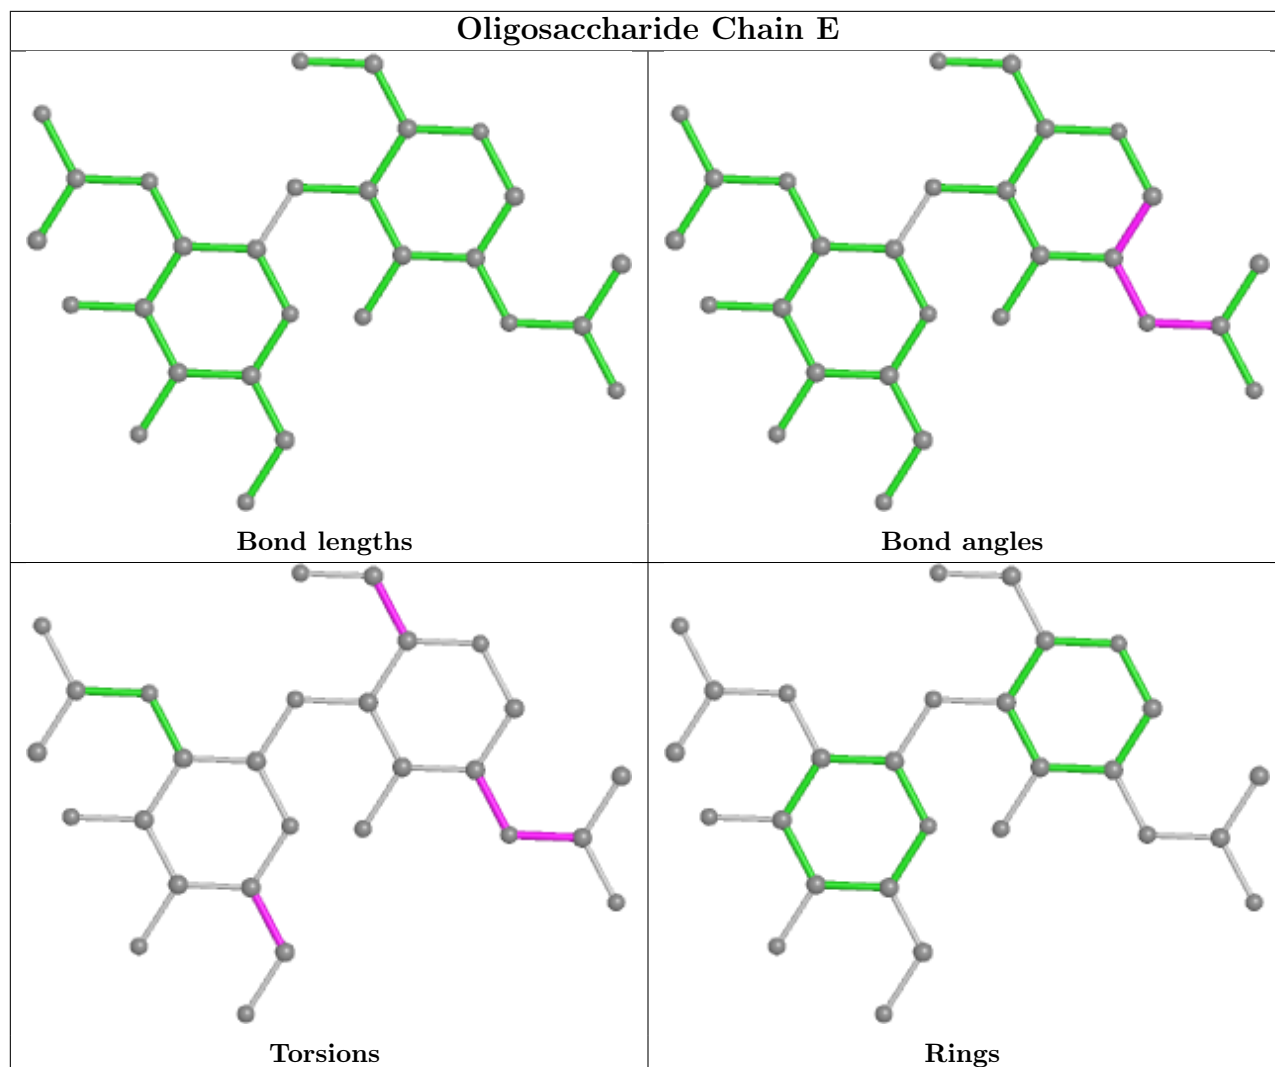 Oligosaccharide Chain E
Bond lengths
Bond angles
Torsions
Rings